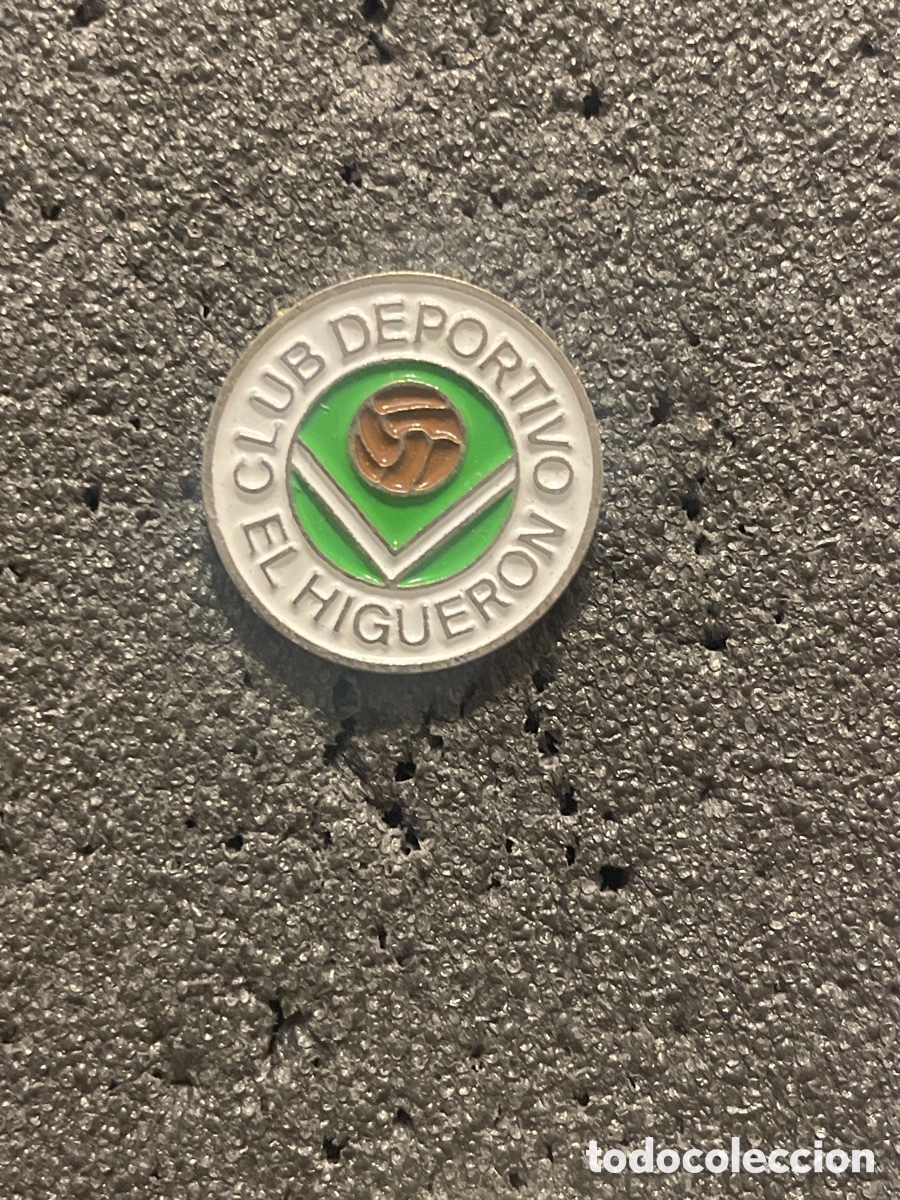 CLUB DEPORTIVO
EL HIGUERON
todocoleccion